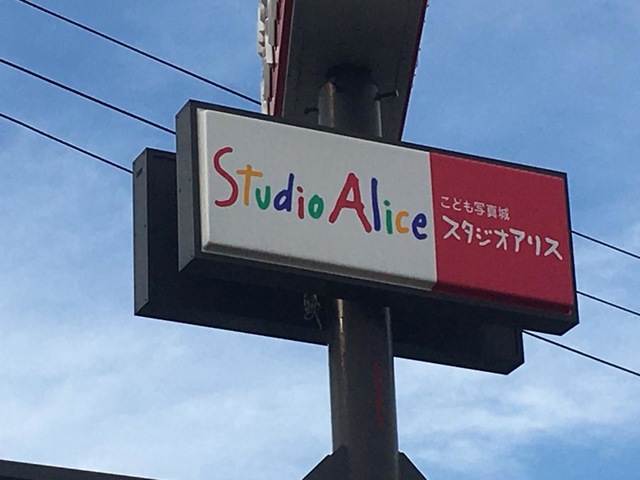 Studio Alice
こども写真城
スタジオアリス